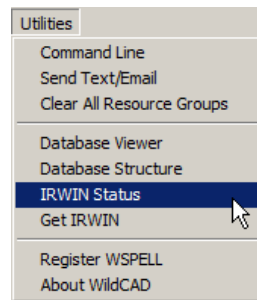 Utilities
Command Line
Send Text/Email
Clear All Resource Groups
Database Viewer
Database Structure
IRWIN Status
Get IRWIN
Register WSPELL
About WildCAD